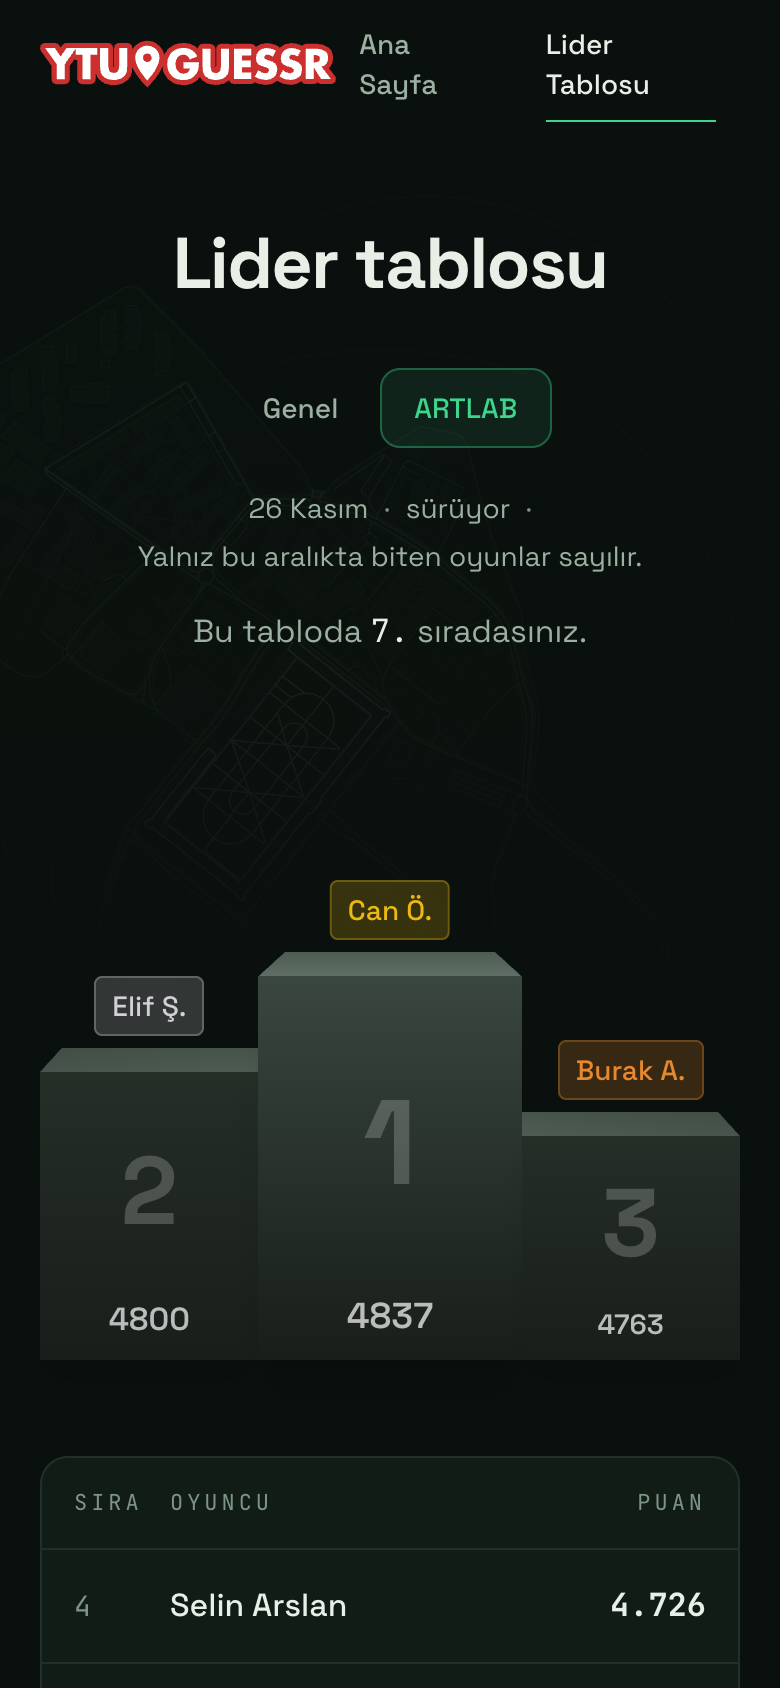 YTU GUESSR
Ana Sayfa
Lider Tablosu
Lider tablosu
Genel
ARTLAB
26 Kasım · sürüyor ·
Yalnız bu aralıkta biten oyunlar sayılır.
Bu tabloda 7. sıradasınız.
Can Ö.
Elif Ş.
Burak A.
1
2
3
4800
4837
4763
SIRA OYUNCU PUAN
4 Selin Arslan 4.726